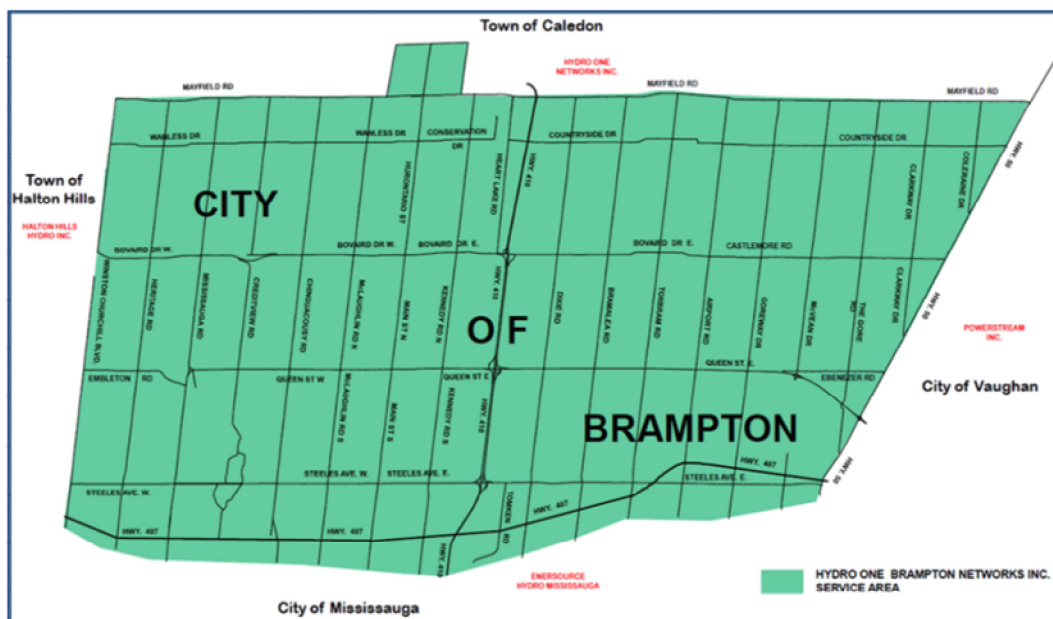 Town of Caledon
HYDRO ONE
NETWORKS INC.
MAYFIELD RD
MAYFIELD RD
MAYFIELD RD
WANLESS DR.
WANLESS DR.
CONSERVATION
DR
COUNTRYSIDE DR.
COUNTRYSIDE DR.
HURONTARIO ST
HEART LAKE RD
HWY. 410
CLARKWAY DR.
COLERAINE DR.
HWY. 50
Town of
Halton Hills
HALTON HILLS
HYDRO INC.
CITY
BOVAIRD DR W.
BOVAIRD DR W.
BOVAIRD DR. E.
BOVAIRD DR. E.
CASTLEMORE RD
WINSTON CHURCHILL BLVD.
HERITAGE RD
MISSISSAUGA RD
CREDITVIEW RD
CHINGUACOUSY RD
McLAUGHLIN RD N
MAIN ST N
KENNEDY RD N
HWY. 410
DIXIE RD
BRAMALEA RD
TORBRAM RD
AIRPORT RD
GOREWAY DR
McVEAN DR
THE GORE
RD
CLARKWAY DR.
HWY. 50
OF
POWERSTREAM
INC.
EMBLETON RD
QUEEN ST W
QUEEN ST E
QUEEN ST. E.
EBENEZER RD
City of Vaughan
McLAUGHLIN RD S
MAIN ST S
KENNEDY RD S
HWY. 410
BRAMPTON
HWY. 50
STEELES AVE. W.
STEELES AVE. W.
STEELES AVE. E.
HWY. 407
STEELES AVE. E.
HWY. 407
HWY. 407
TOMKEN RD
HWY. 410
ENERSOURCE
HYDRO MISSISSAUGA
City of Mississauga
HYDRO ONE BRAMPTON NETWORKS INC.
SERVICE AREA